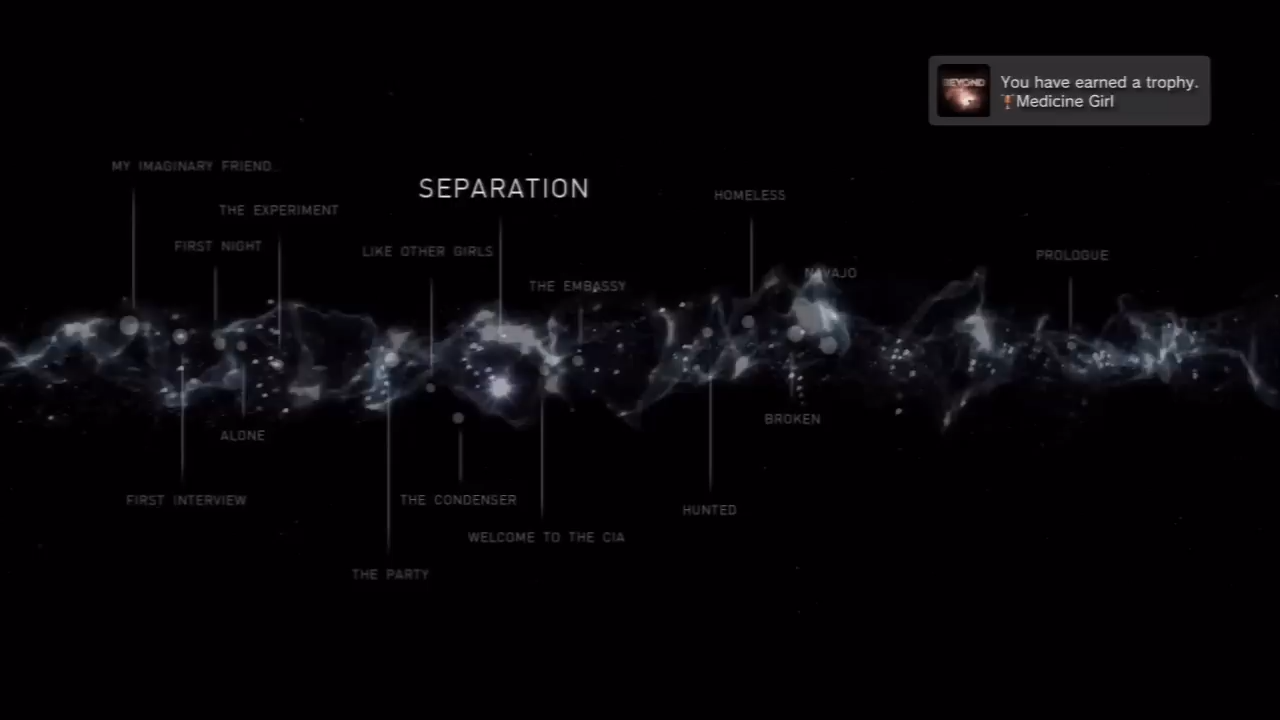 BEYOND
You have earned a trophy.
Medicine Girl
MY IMAGINARY FRIEND...
SEPARATION
HOMELESS
THE EXPERIMENT
FIRST NIGHT
LIKE OTHER GIRLS
PROLOGUE
NAVAJO
THE EMBASSY
BROKEN
ALONE
FIRST INTERVIEW
THE CONDENSER
HUNTED
WELCOME TO THE CIA
THE PARTY